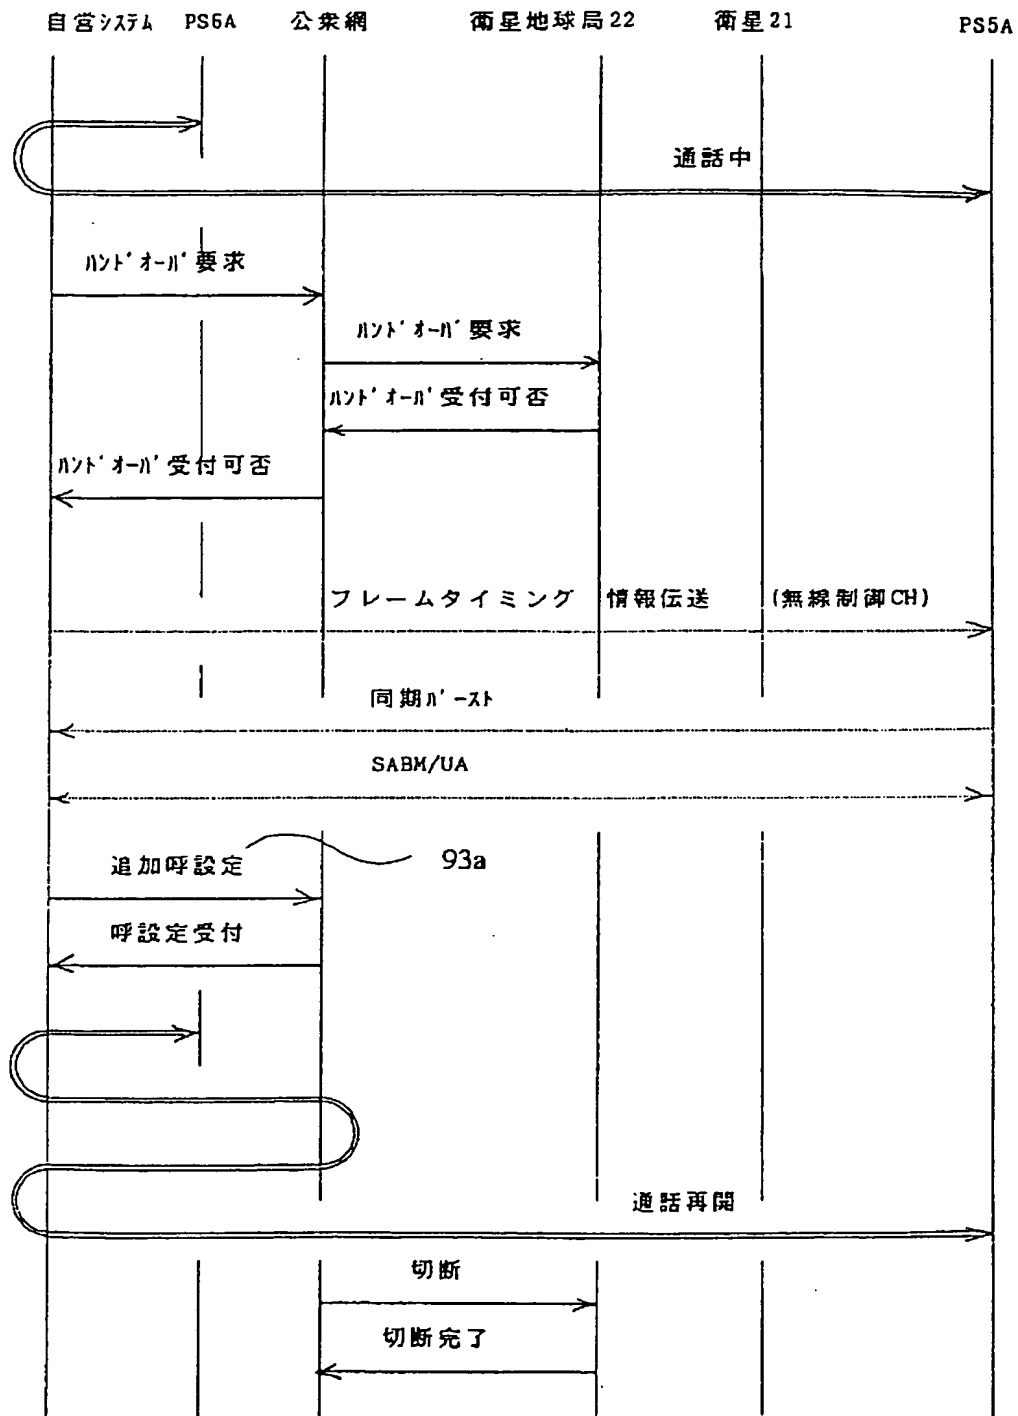 自営システム PS6A 公衆網 衛星地球局22 衛星21 PS5A
通話中
ハンドオーバ要求
ハンドオーバ要求
ハンドオーバ受付可否
ハンドオーバ受付可否
フレームタイミング 情報伝送 (無線制御CH)
同期バースト
SABM/UA
追加呼設定 93a
呼設定受付
通話再開
切断
切断完了